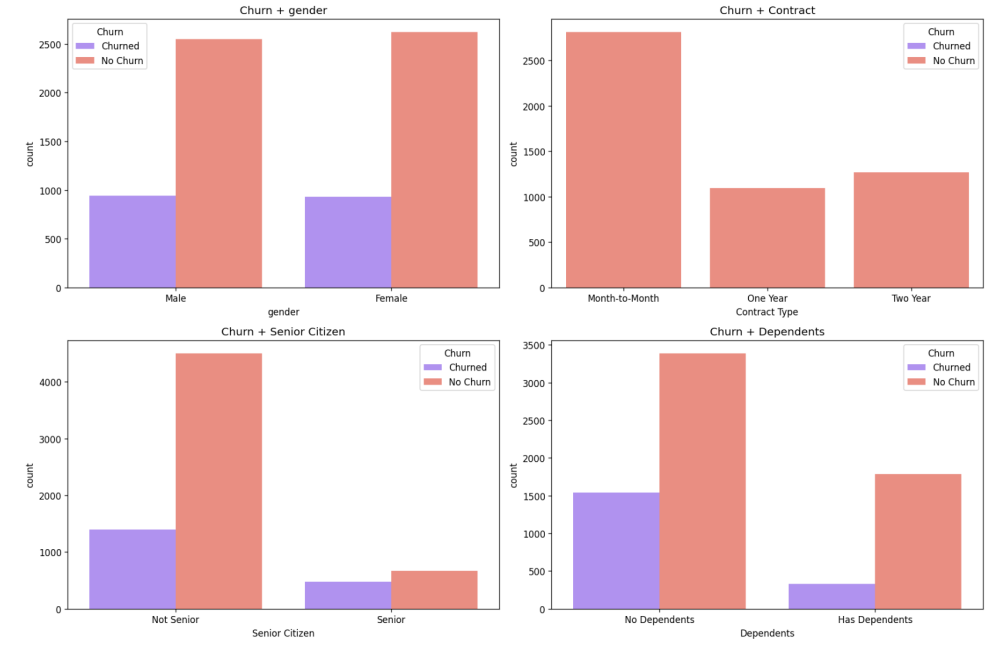 Churn + gender
Churn
Churned
No Churn
2500
2000
1500
1000
500
0
count
Male Female
gender
Churn + Contract
Churn
Churned
No Churn
2500
2000
1500
1000
500
0
count
Month-to-Month One Year Two Year
Contract Type
Churn + Senior Citizen
Churn
Churned
No Churn
4000
3000
2000
1000
0
count
Not Senior Senior
Senior Citizen
Churn + Dependents
Churn
Churned
No Churn
3500
3000
2500
2000
1500
1000
500
0
count
No Dependents Has Dependents
Dependents